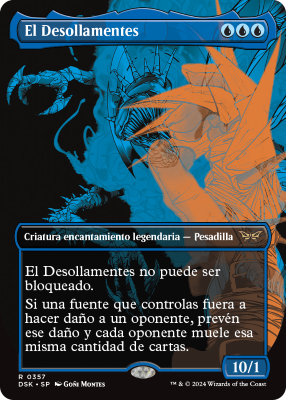 El Desollamentes
Criatura encantamiento legendaria — Pesadilla
El Desollamentes no puede ser
bloqueado.
Si una fuente que controlas fuera a
hacer daño a un oponente, prevén
ese daño y cada oponente muele esa
misma cantidad de cartas.
10/1
R 0357
DSK • SP Goñi Montes
™ & © 2024 Wizards of the Coast